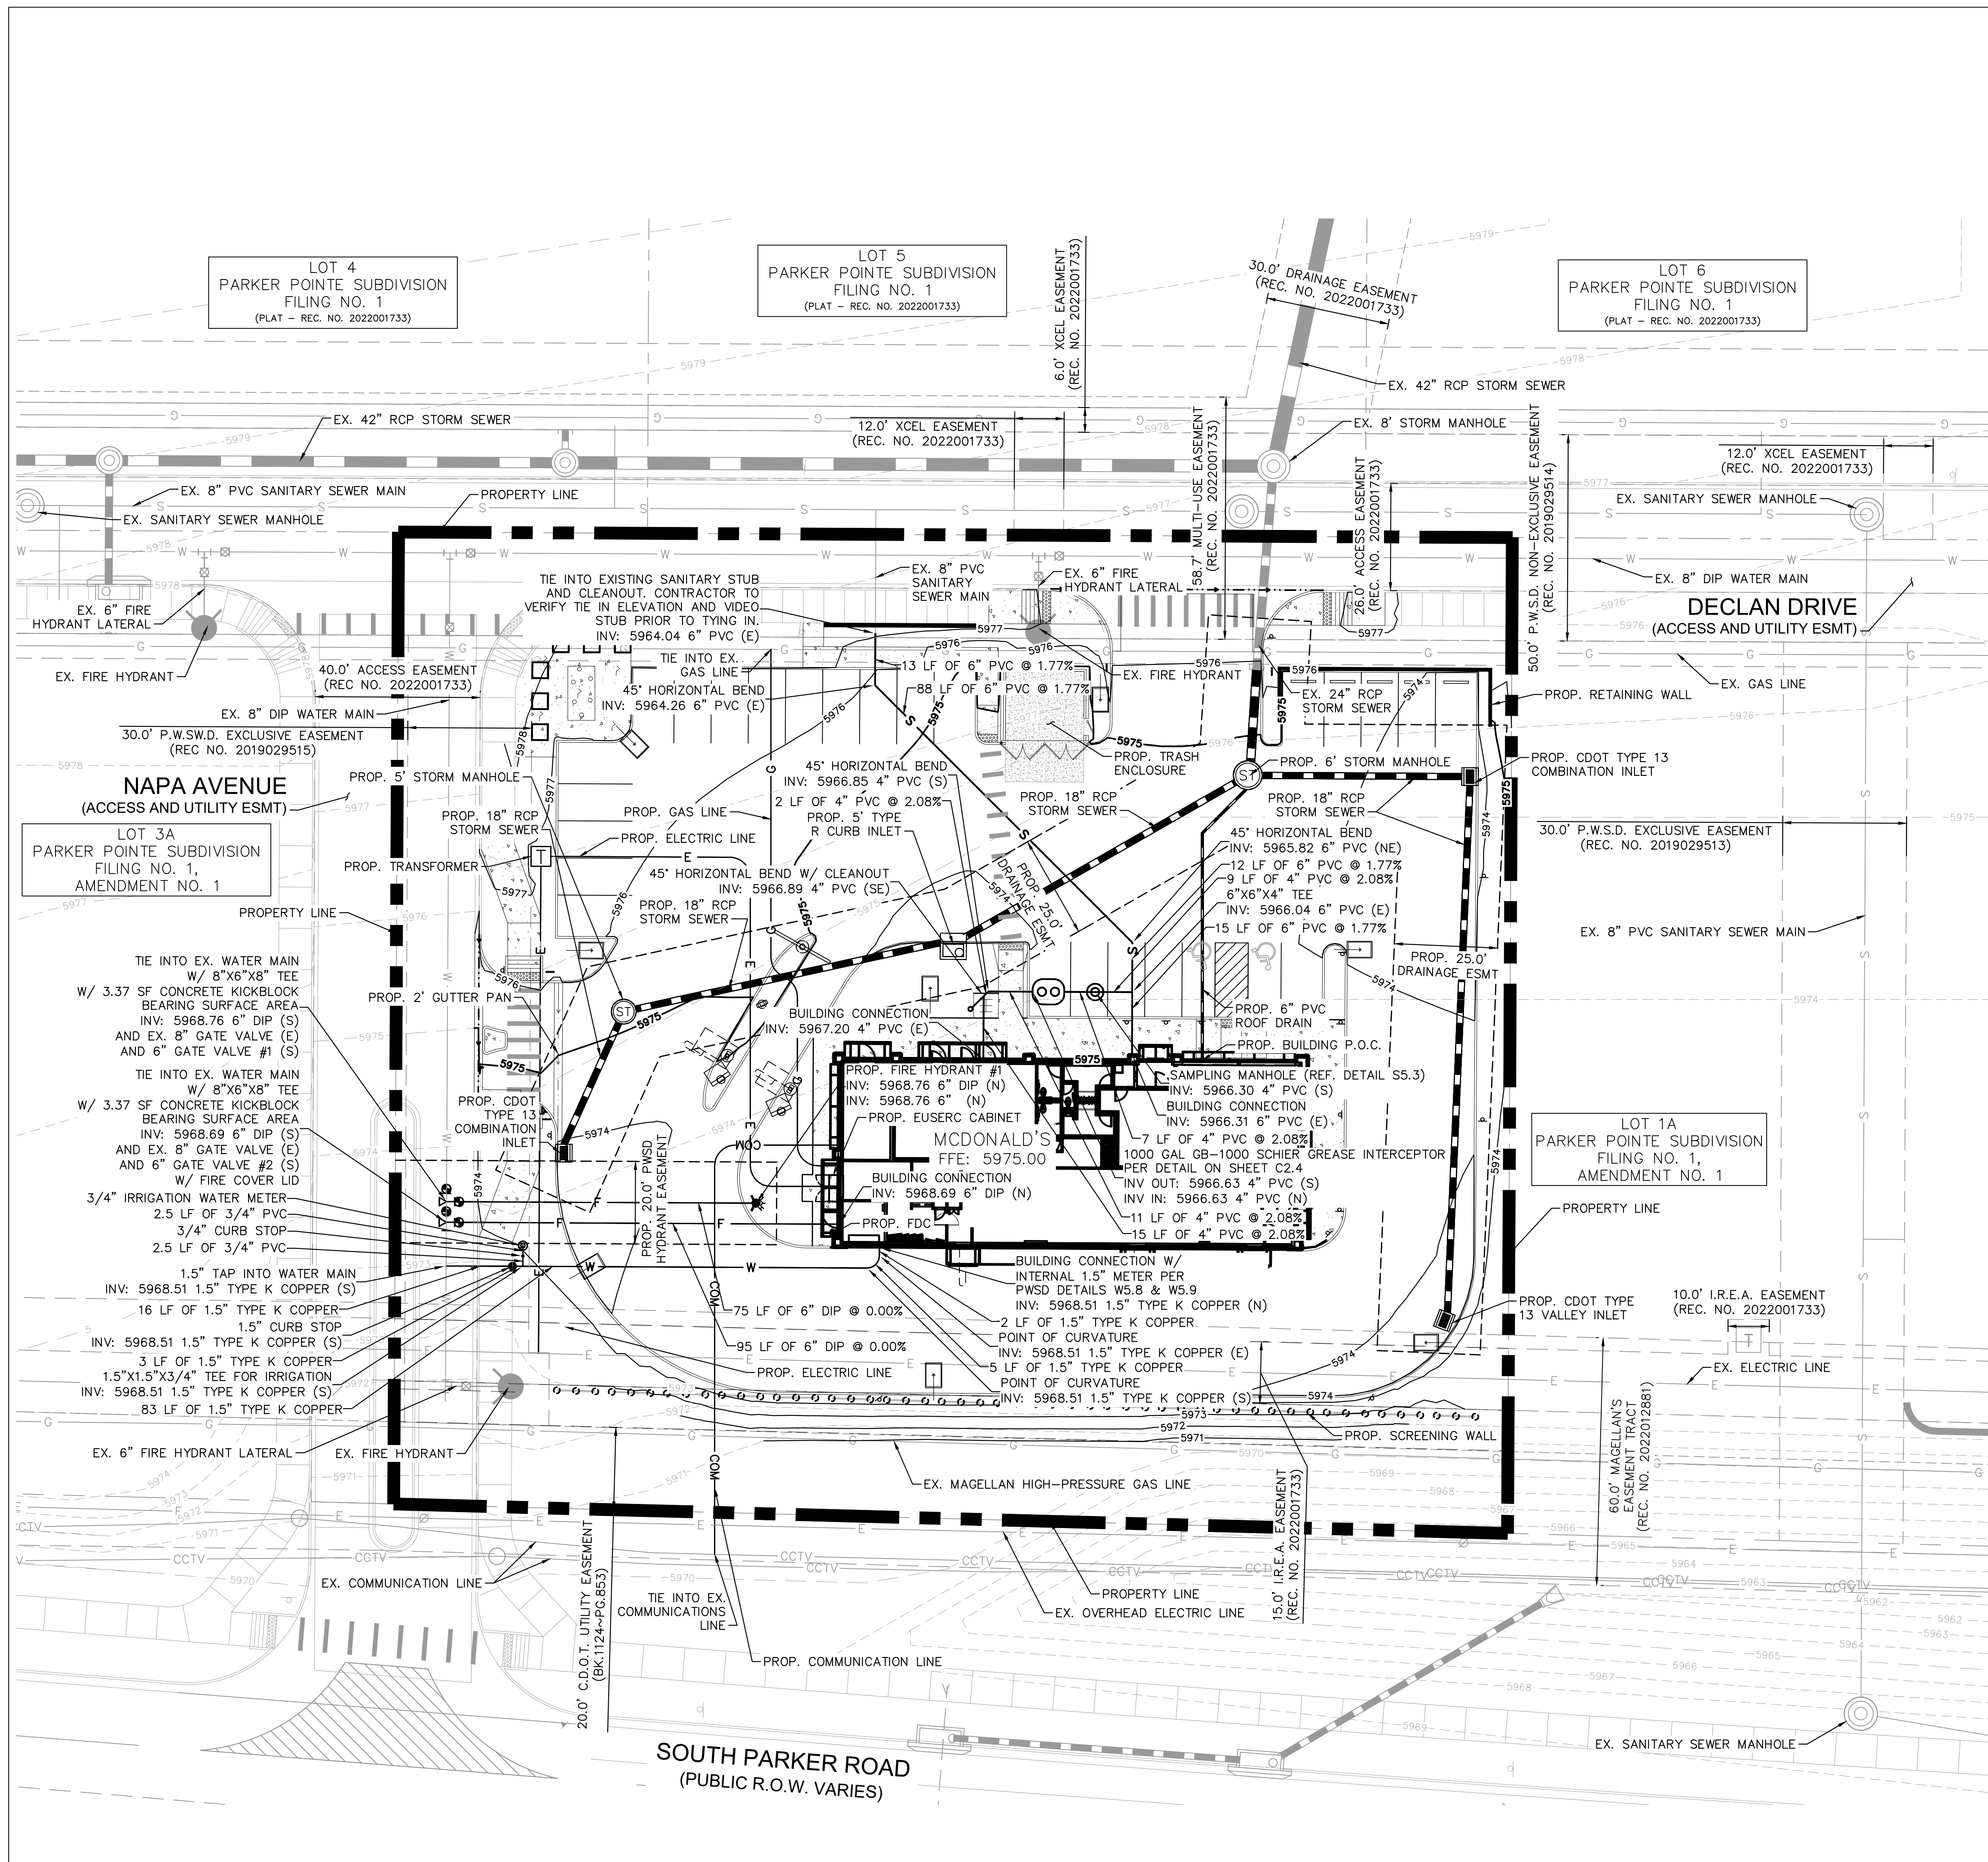 LOT 4
PARKER POINTE SUBDIVISION
FILING NO. 1
(PLAT - REC. NO. 2022001733)
LOT 5
PARKER POINTE SUBDIVISION
FILING NO. 1
(PLAT - REC. NO. 2022001733)
6.0' XCEL EASEMENT
(REC. NO. 2022001733)
30.0' DRAINAGE EASEMENT
(REC. NO. 2022001733)
LOT 6
PARKER POINTE SUBDIVISION
FILING NO. 1
(PLAT - REC. NO. 2022001733)
EX. 42" RCP STORM SEWER
EX. 42" RCP STORM SEWER
12.0' XCEL EASEMENT
(REC. NO. 2022001733)
58.7' MULTI-USE EASEMENT
(REC. NO. 2022001733)
EX. 8' STORM MANHOLE
26.0' ACCESS EASEMENT
(REC. NO. 2022001733)
50.0' P.W.S.D. NON-EXCLUSIVE EASEMENT
(REC. NO. 2019029514)
12.0' XCEL EASEMENT
(REC. NO. 2022001733)
EX. SANITARY SEWER MANHOLE
EX. 8" PVC SANITARY SEWER MAIN
PROPERTY LINE
EX. SANITARY SEWER MANHOLE
EX. 6" FIRE
HYDRANT LATERAL
TIE INTO EXISTING SANITARY STUB
AND CLEANOUT. CONTRACTOR TO
VERIFY TIE IN ELEVATION AND VIDEO
STUB PRIOR TO TYING IN.
INV: 5964.04 6" PVC (E)
EX. 8" PVC
SANITARY
SEWER MAIN
EX. 6" FIRE
HYDRANT LATERAL
EX. 8" DIP WATER MAIN
DECLAN DRIVE
(ACCESS AND UTILITY ESMT)
EX. FIRE HYDRANT
40.0' ACCESS EASEMENT
(REC NO. 2022001733)
TIE INTO EX.
GAS LINE
13 LF OF 6" PVC @ 1.77%
88 LF OF 6" PVC @ 1.77%
45° HORIZONTAL BEND
INV: 5964.26 6" PVC (E)
EX. FIRE HYDRANT
EX. 24" RCP
STORM SEWER
PROP. RETAINING WALL
EX. GAS LINE
EX. 8" DIP WATER MAIN
30.0' P.W.SW.D. EXCLUSIVE EASEMENT
(REC NO. 2019029515)
NAPA AVENUE
(ACCESS AND UTILITY ESMT)
LOT 3A
PARKER POINTE SUBDIVISION
FILING NO. 1,
AMENDMENT NO. 1
PROP. 5' STORM MANHOLE
PROP. 18" RCP
STORM SEWER
PROP. TRANSFORMER
PROP. GAS LINE
PROP. ELECTRIC LINE
45° HORIZONTAL BEND
INV: 5966.85 4" PVC (S)
2 LF OF 4" PVC @ 2.08%
PROP. 5' TYPE
R CURB INLET
45° HORIZONTAL BEND W/ CLEANOUT
INV: 5966.89 4" PVC (SE)
PROP. 18" RCP
STORM SEWER
PROP. TRASH
ENCLOSURE
PROP. 18" RCP
STORM SEWER
PROP. 25.0'
DRAINAGE ESMT
ST
PROP. 6' STORM MANHOLE
PROP. 18" RCP
STORM SEWER
PROP. CDOT TYPE 13
COMBINATION INLET
30.0' P.W.S.D. EXCLUSIVE EASEMENT
(REC. NO. 2019029513)
45° HORIZONTAL BEND
INV: 5965.82 6" PVC (NE)
12 LF OF 6" PVC @ 1.77%
9 LF OF 4" PVC @ 2.08%
6"X6"X4" TEE
INV: 5966.04 6" PVC (E)
15 LF OF 6" PVC @ 1.77%
EX. 8" PVC SANITARY SEWER MAIN
PROP. 25.0'
DRAINAGE ESMT
PROPERTY LINE
TIE INTO EX. WATER MAIN
W/ 8"X6"X8" TEE
W/ 3.37 SF CONCRETE KICKBLOCK
BEARING SURFACE AREA
INV: 5968.76 6" DIP (S)
AND EX. 8" GATE VALVE (E)
AND 6" GATE VALVE #1 (S)
PROP. 2' GUTTER PAN
ST
TIE INTO EX. WATER MAIN
W/ 8"X6"X8" TEE
W/ 3.37 SF CONCRETE KICKBLOCK
BEARING SURFACE AREA
INV: 5968.69 6" DIP (S)
AND EX. 8" GATE VALVE (E)
AND 6" GATE VALVE #2 (S)
W/ FIRE COVER LID
PROP. CDOT
TYPE 13
COMBINATION
INLET
BUILDING CONNECTION
INV: 5967.20 4" PVC (E)
PROP. 6" PVC
ROOF DRAIN
PROP. BUILDING P.O.C.
PROP. FIRE HYDRANT #1
INV: 5968.76 6" DIP (N)
INV: 5968.76 6" (N)
PROP. EUSERC CABINET
MCDONALD'S
FFE: 5975.00
SAMPLING MANHOLE (REF. DETAIL S5.3)
INV: 5966.30 4" PVC (S)
BUILDING CONNECTION
INV: 5966.31 6" PVC (E)
7 LF OF 4" PVC @ 2.08%
1000 GAL GB-1000 SCHIER GREASE INTERCEPTOR
PER DETAIL ON SHEET C2.4
INV OUT: 5966.63 4" PVC (S)
INV IN: 5966.63 4" PVC (N)
11 LF OF 4" PVC @ 2.08%
15 LF OF 4" PVC @ 2.08%
LOT 1A
PARKER POINTE SUBDIVISION
FILING NO. 1,
AMENDMENT NO. 1
PROPERTY LINE
BUILDING CONNECTION
INV: 5968.69 6" DIP (N)
PROP. FDC
PROP. 20.0' PWSD
HYDRANT EASEMENT
3/4" IRRIGATION WATER METER
2.5 LF OF 3/4" PVC
3/4" CURB STOP
2.5 LF OF 3/4" PVC
1.5" TAP INTO WATER MAIN
INV: 5968.51 1.5" TYPE K COPPER (S)
16 LF OF 1.5" TYPE K COPPER
1.5" CURB STOP
INV: 5968.51 1.5" TYPE K COPPER (S)
3 LF OF 1.5" TYPE K COPPER
1.5"X1.5"X3/4" TEE FOR IRRIGATION
INV: 5968.51 1.5" TYPE K COPPER (S)
83 LF OF 1.5" TYPE K COPPER
EX. 6" FIRE HYDRANT LATERAL
EX. FIRE HYDRANT
75 LF OF 6" DIP @ 0.00%
95 LF OF 6" DIP @ 0.00%
PROP. ELECTRIC LINE
BUILDING CONNECTION W/
INTERNAL 1.5" METER PER
PWSD DETAILS W5.8 & W5.9
INV: 5968.51 1.5" TYPE K COPPER (N)
2 LF OF 1.5" TYPE K COPPER
POINT OF CURVATURE
INV: 5968.51 1.5" TYPE K COPPER (E)
5 LF OF 1.5" TYPE K COPPER
POINT OF CURVATURE
INV: 5968.51 1.5" TYPE K COPPER (S)
PROP. CDOT TYPE
13 VALLEY INLET
10.0' I.R.E.A. EASEMENT
(REC. NO. 2022001733)
EX. ELECTRIC LINE
PROP. SCREENING WALL
EX. MAGELLAN HIGH-PRESSURE GAS LINE
15.0' I.R.E.A. EASEMENT
(REC. NO. 2022001733)
60.0' MAGELLAN'S
EASEMENT TRACT
(REC. NO. 2022012881)
20.0' C.D.O.T. UTILITY EASEMENT
(BK.1124~PG.853)
EX. COMMUNICATION LINE
TIE INTO EX.
COMMUNICATIONS
LINE
PROP. COMMUNICATION LINE
PROPERTY LINE
EX. OVERHEAD ELECTRIC LINE
EX. SANITARY SEWER MANHOLE
SOUTH PARKER ROAD
(PUBLIC R.O.W. VARIES)